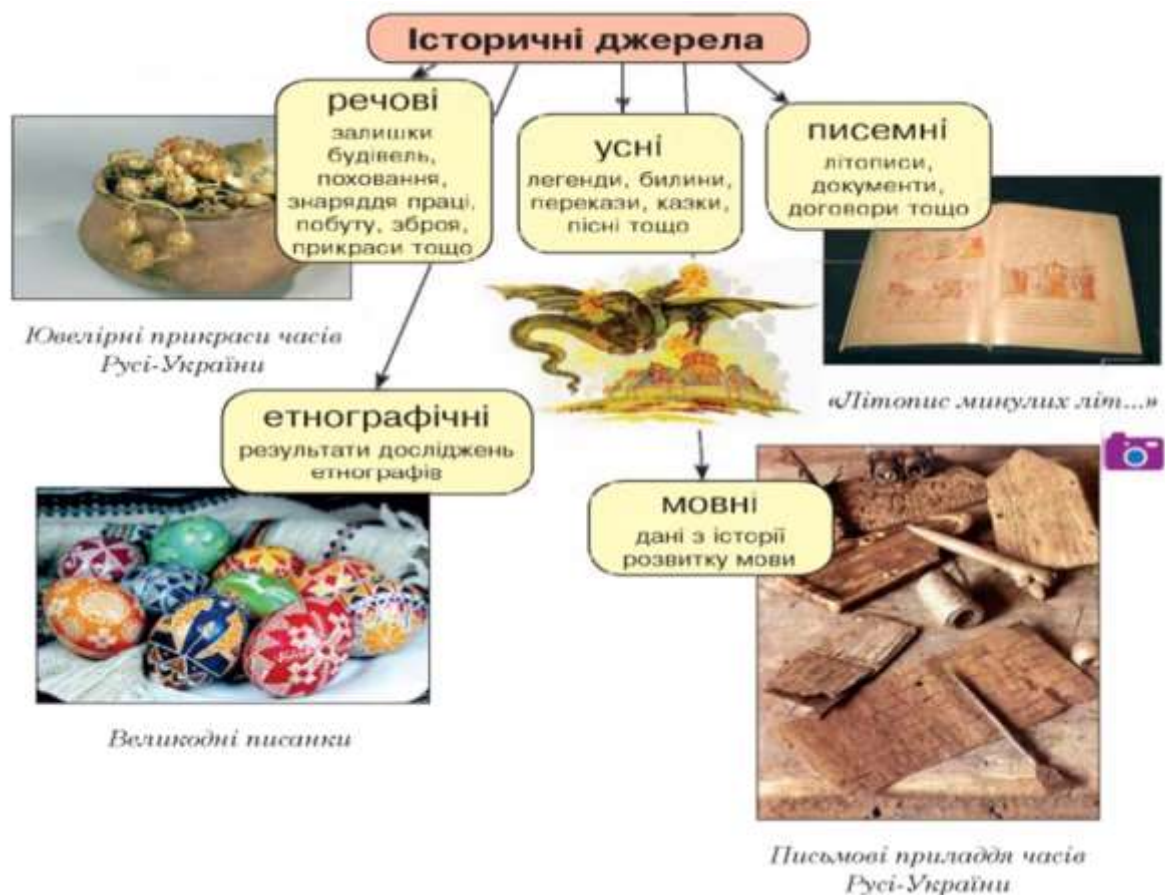 Історичні джерела
речові
залишки
будівель,
поховання,
знаряддя праці,
побуту, зброя,
прикраси тощо
усні
легенди, билини,
перекази, казки,
пісні тощо
писемні
літописи,
документи,
договори тощо
Ювелірні прикраси часів
Русі-України
«Літопис минулих літ...»
етнографічні
результати досліджень
етнографів
мовні
дані з історії
розвитку мови
Великодні писанки
Письмові приладдя часів
Русі-України